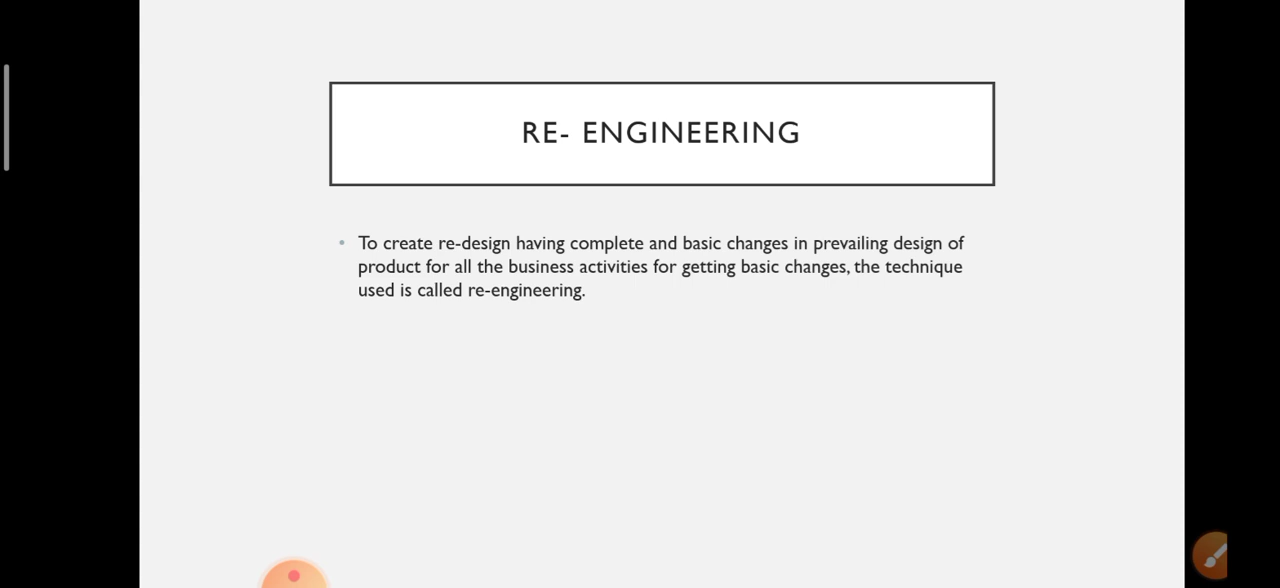 RE- ENGINEERING
• To create re-design having complete and basic changes in prevailing design of
product for all the business activities for getting basic changes, the technique
used is called re-engineering.